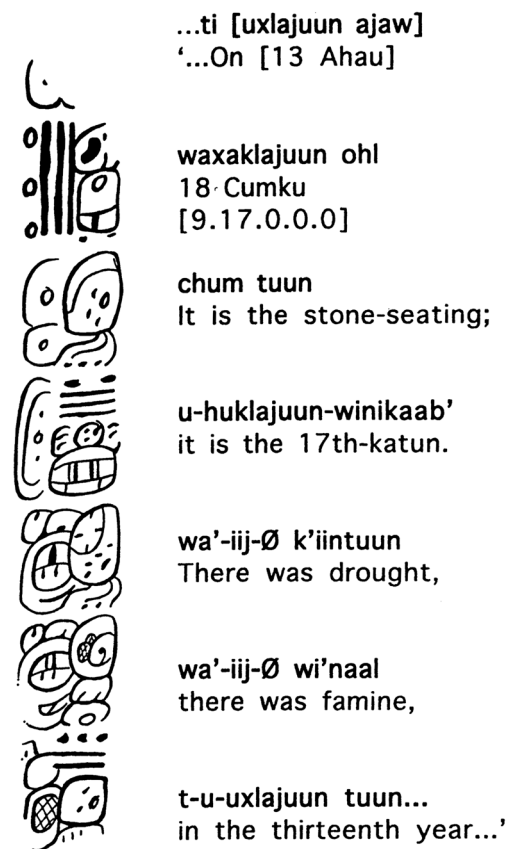 ...ti [uxlajuun ajaw]
‘...On [13 Ahau]
waxaklajuun ohl
18 Cumku
[9.17.0.0.0]
chum tuun
It is the stone-seating;
u-huklajuun-winikaab’
it is the 17th-katun.
wa’-iij-Ø k’iintuun
There was drought,
wa’-iij-Ø wi’naal
there was famine,
t-u-uxlajuun tuun...
in the thirteenth year...’